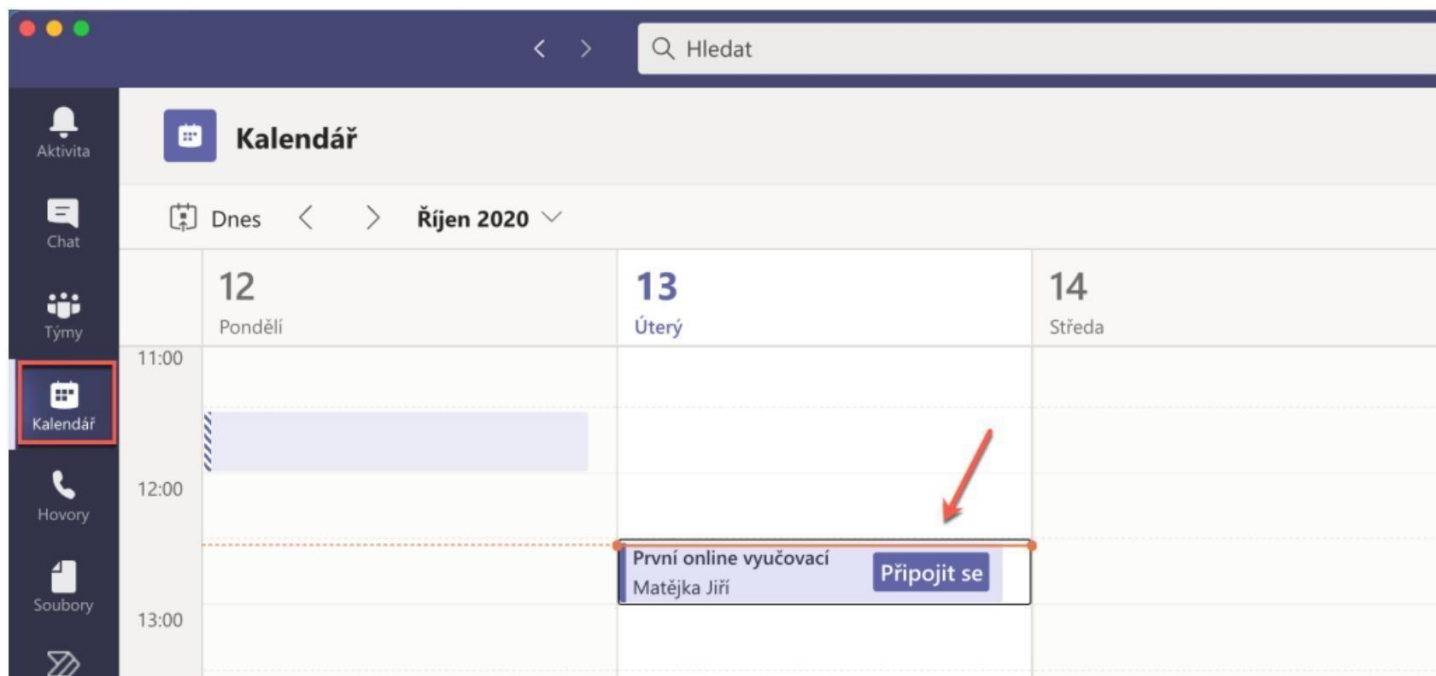 Hledat
Aktivita
Kalendář
Chat
Dnes
Říjen 2020
Týmy
12
Pondělí
13
Úterý
14
Středa
11:00
Kalendář
12:00
Hovory
První online vyučovací
Matějka Jiří
Připojit se
Soubory
13:00